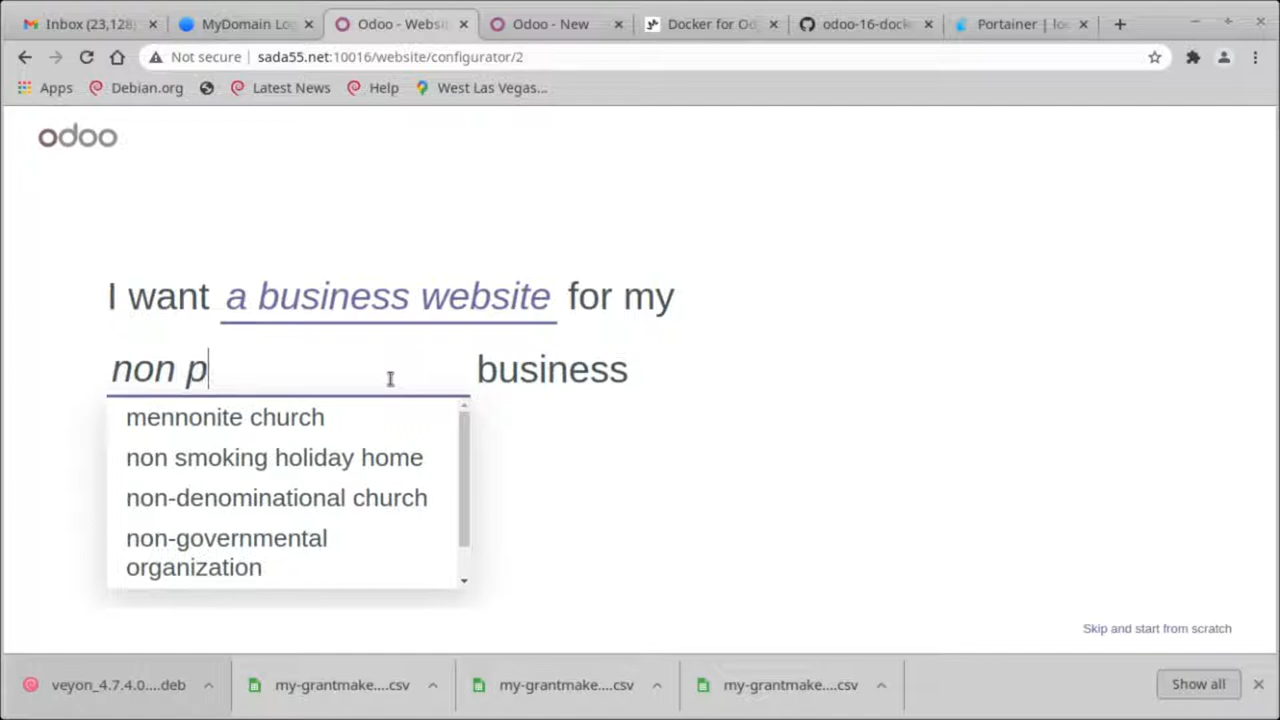 Inbox (23,128)
MyDomain Lo
Odoo - Websi
Odoo - New
Docker for Od
odoo-16-dock
Portainer | lo
Not secure sada55.net:10016/website/configurator/2
Apps Debian.org Latest News Help West Las Vegas...
odoo
I want a business website for my
non p business
mennonite church
non smoking holiday home
non-denominational church
non-governmental
organization
Skip and start from scratch
veyon_4.7.4.0....deb my-grantmake....csv my-grantmake....csv my-grantmake....csv Show all